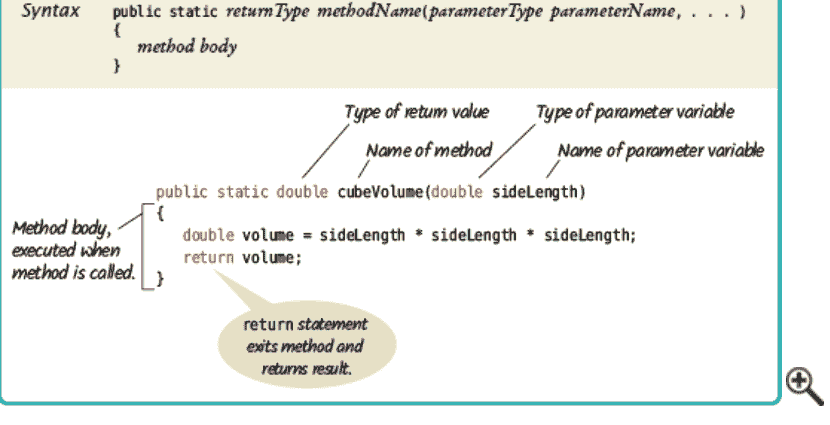 Syntax public static returnType methodName(parameterType parameterName, . . . )
{
method body
}
Type of return value Type of parameter variable
Name of method Name of parameter variable
public static double cubeVolume(double sideLength)
{
Method body,
executed when
method is called.
double volume = sideLength * sideLength * sideLength;
return volume;
}
return statement
exits method and
returns result.